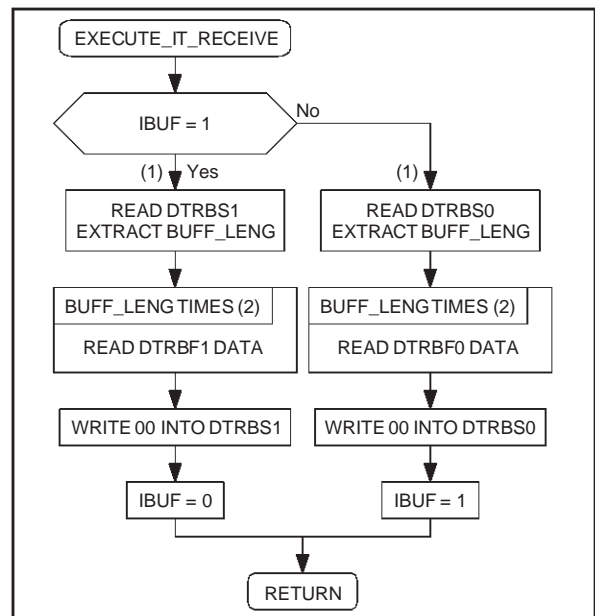 EXECUTE_IT_RECEIVE
IBUF = 1
No
(1) Yes
(1)
READ DTRBS1
EXTRACT BUFF_LENG
READ DTRBS0
EXTRACT BUFF_LENG
BUFF_LENG TIMES (2)
READ DTRBF1 DATA
BUFF_LENG TIMES (2)
READ DTRBF0 DATA
WRITE 00 INTO DTRBS1
WRITE 00 INTO DTRBS0
IBUF = 0
IBUF = 1
RETURN